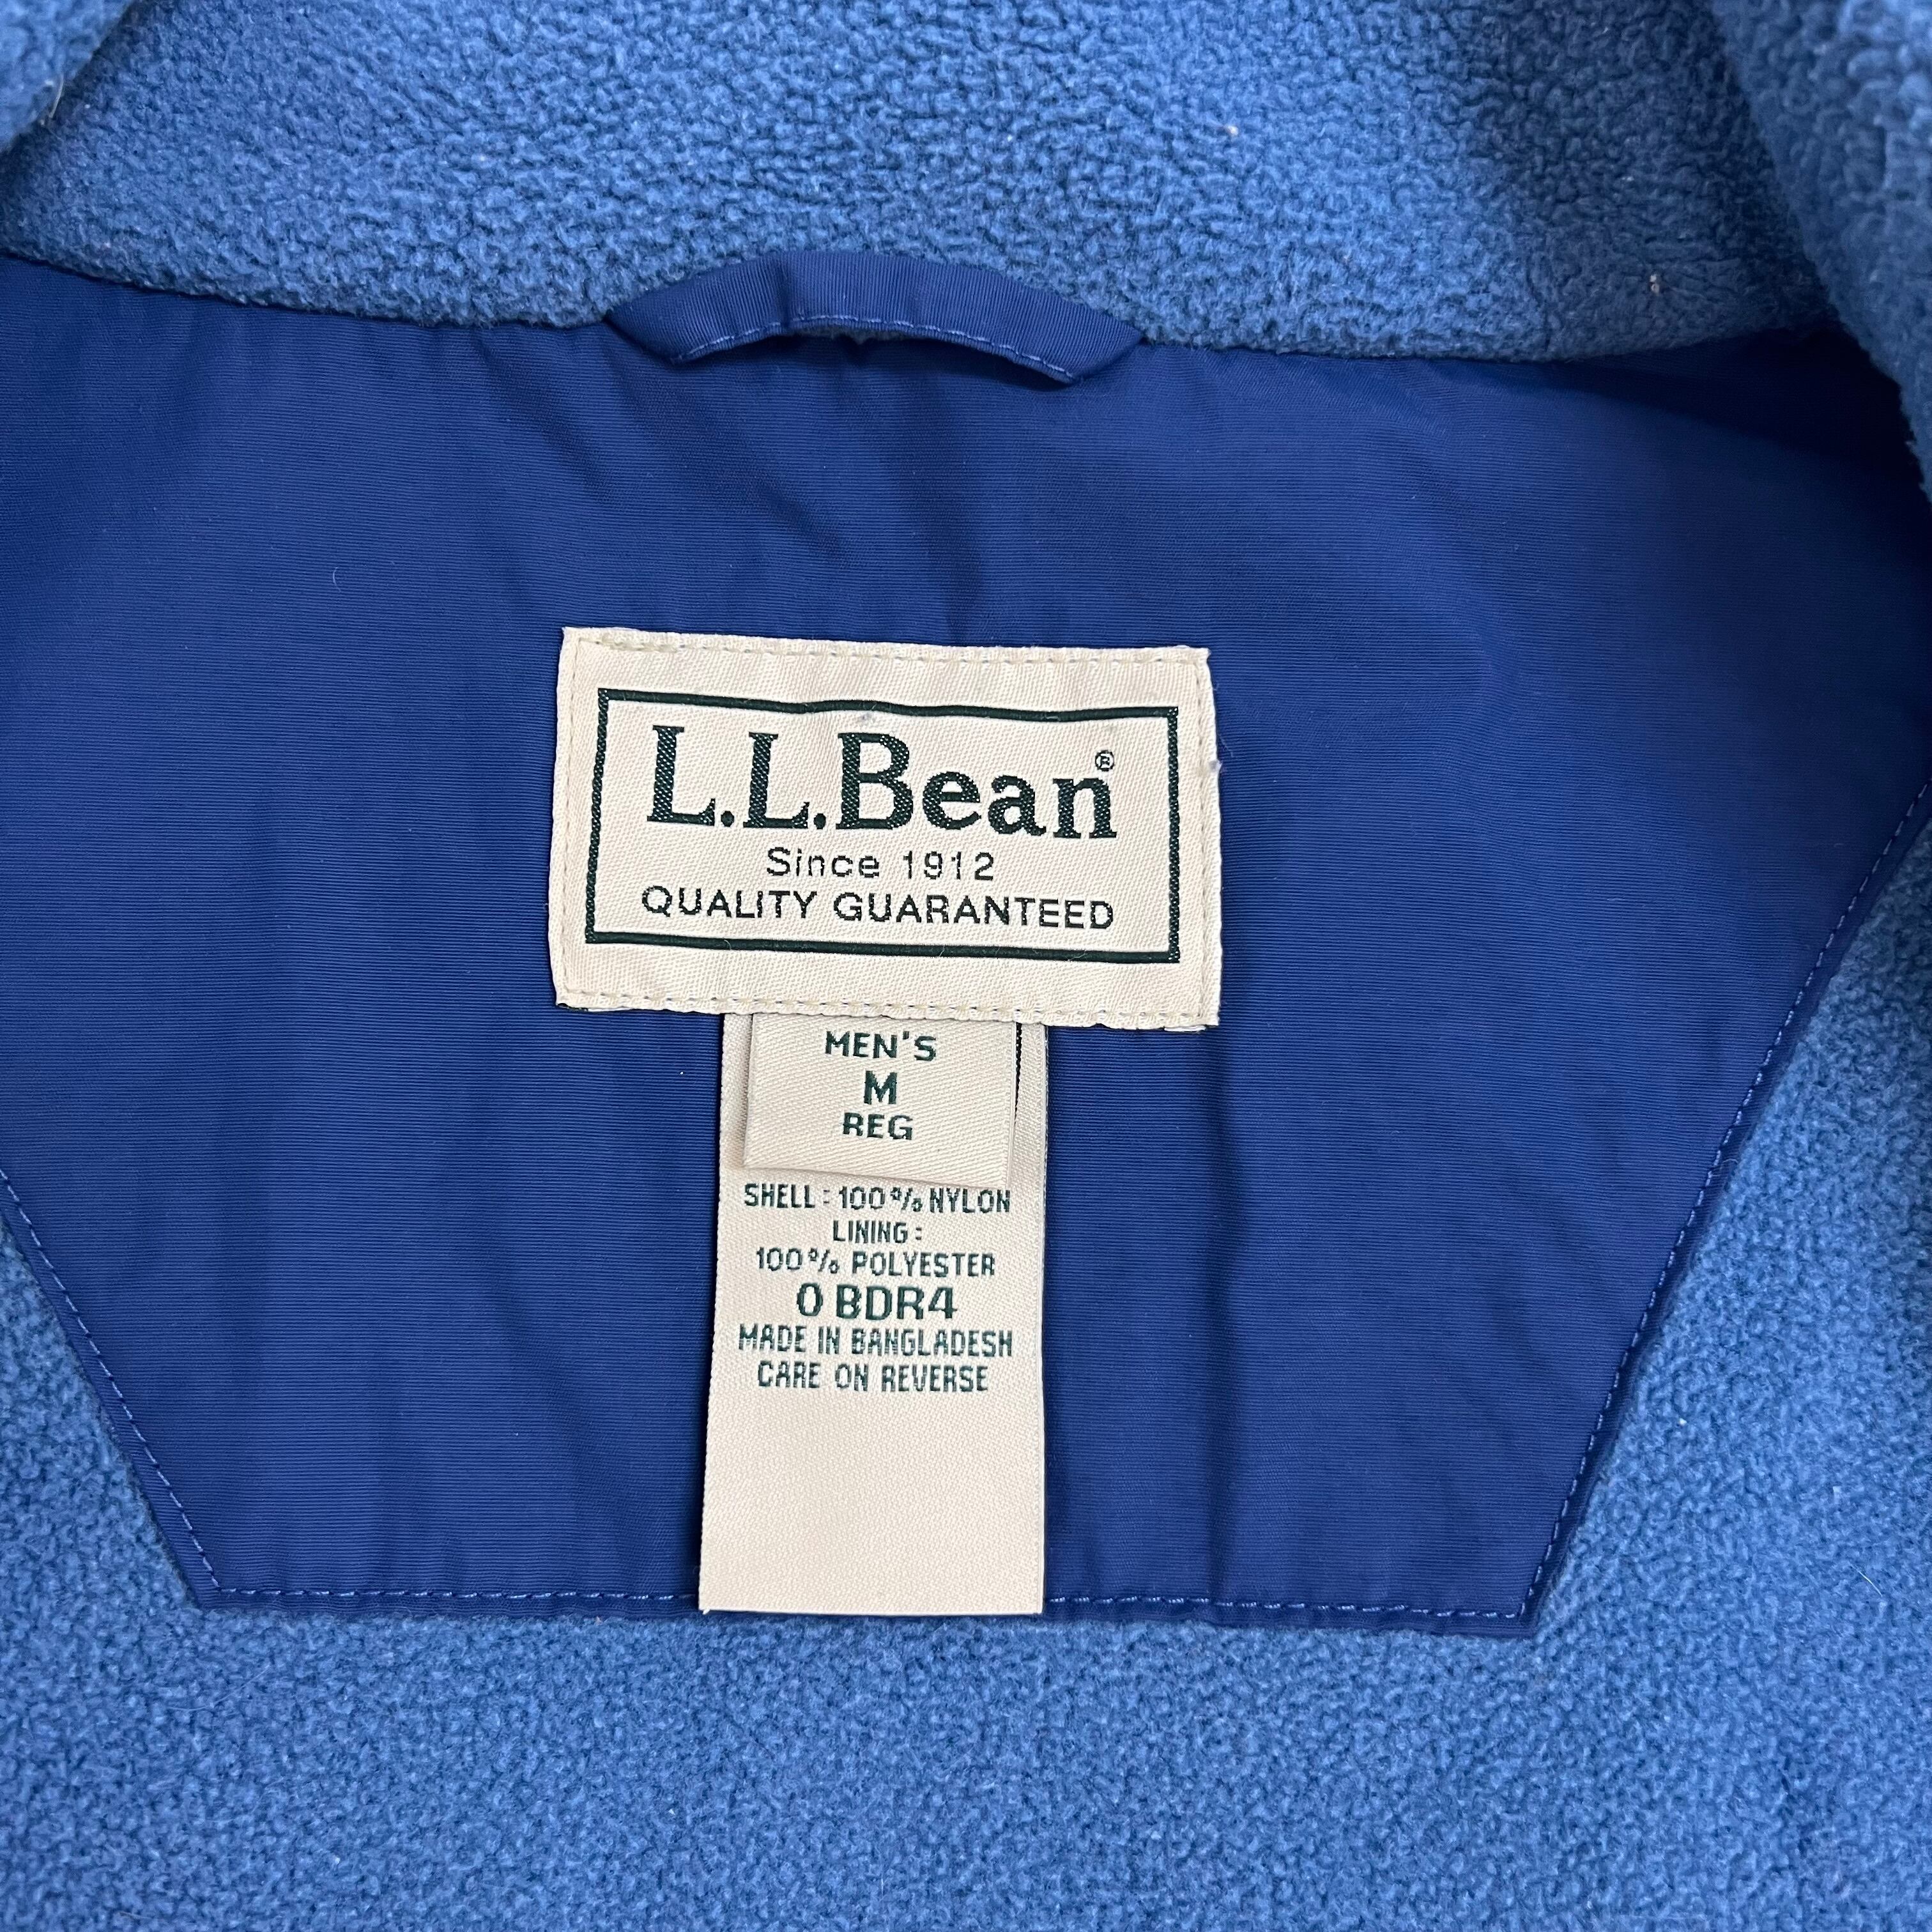 L.L.Bean®
Since 1912
QUALITY GUARANTEED
MEN'S
M
REG
SHELL: 100% NYLON
LINING:
100% POLYESTER
0 BDR4
MADE IN BANGLADESH
CARE ON REVERSE